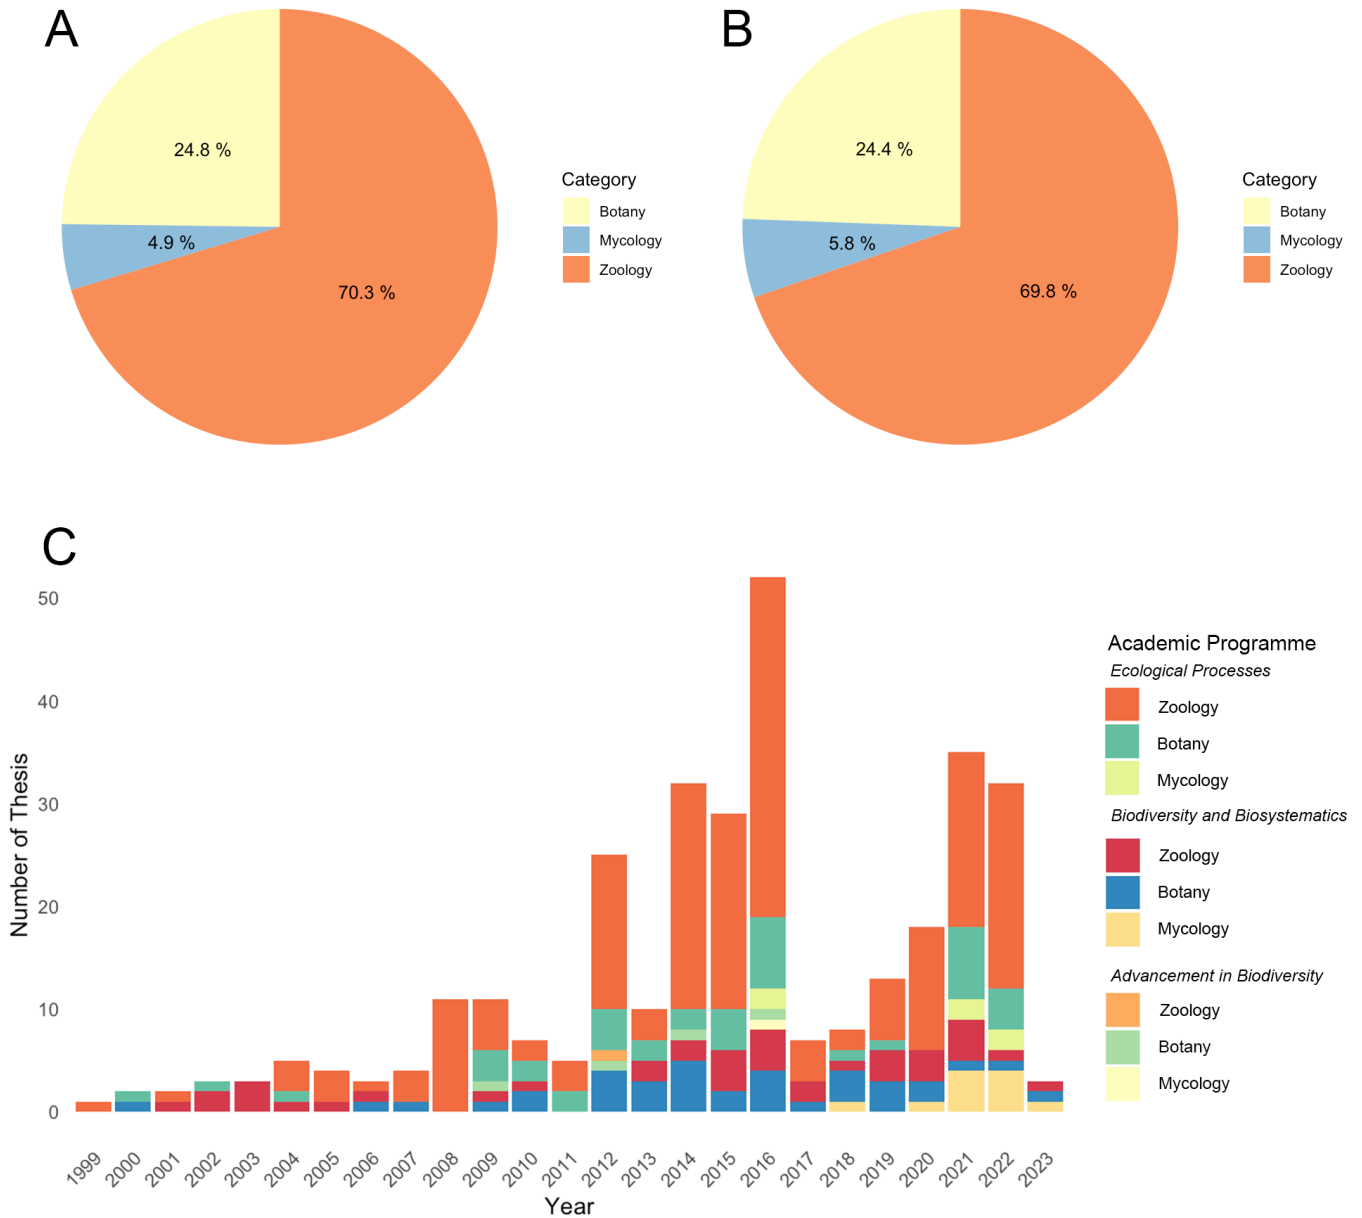 A
24.8 %
4.9 %
70.3 %
Category
Botany
Mycology
Zoology
B
24.4 %
5.8 %
69.8 %
Category
Botany
Mycology
Zoology
C
Number of Thesis
50
40
30
20
10
0
1999
2000
2001
2002
2003
2004
2005
2006
2007
2008
2009
2010
2011
2012
2013
2014
2015
2016
2017
2018
2019
2020
2021
2022
2023
Year
Academic Programme
Ecological Processes
Zoology
Botany
Mycology
Biodiversity and Biosystematics
Zoology
Botany
Mycology
Advancement in Biodiversity
Zoology
Botany
Mycology